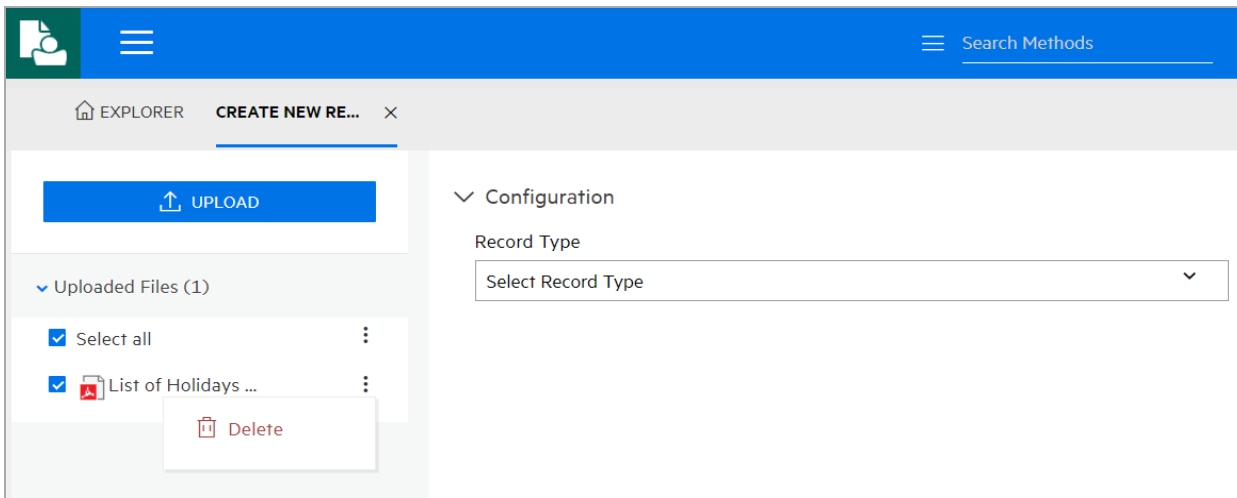 Search Methods
EXPLORER
CREATE NEW RE...
UPLOAD
Configuration
Record Type
Select Record Type
Uploaded Files (1)
Select all
List of Holidays ...
Delete